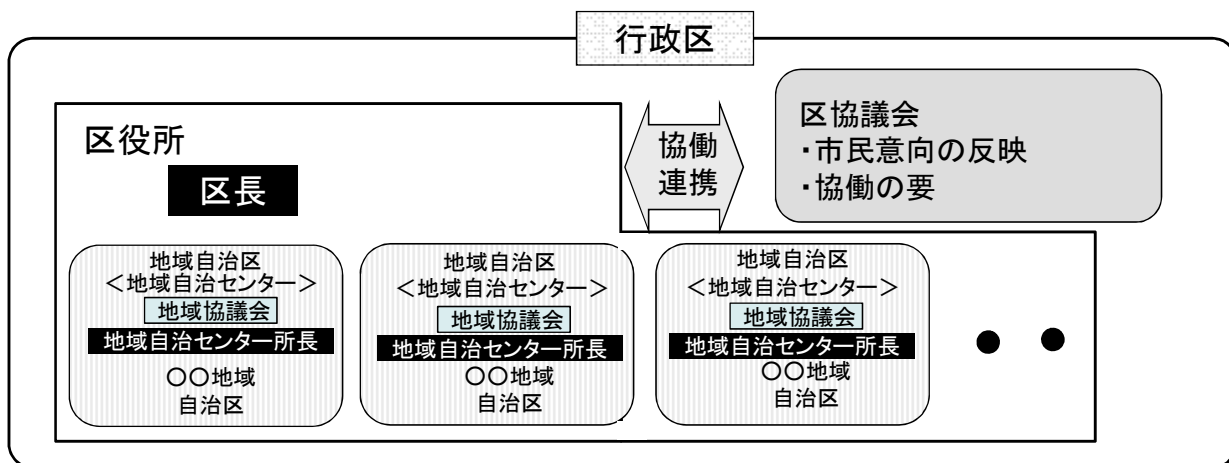 行政区
区役所
区長
協働
連携
区協議会
・市民意向の反映
・協働の要
地域自治区
＜地域自治センター＞
地域協議会
地域自治センター所長
〇〇地域
自治区
地域自治区
＜地域自治センター＞
地域協議会
地域自治センター所長
〇〇地域
自治区
地域自治区
＜地域自治センター＞
地域協議会
地域自治センター所長
〇〇地域
自治区
● ●